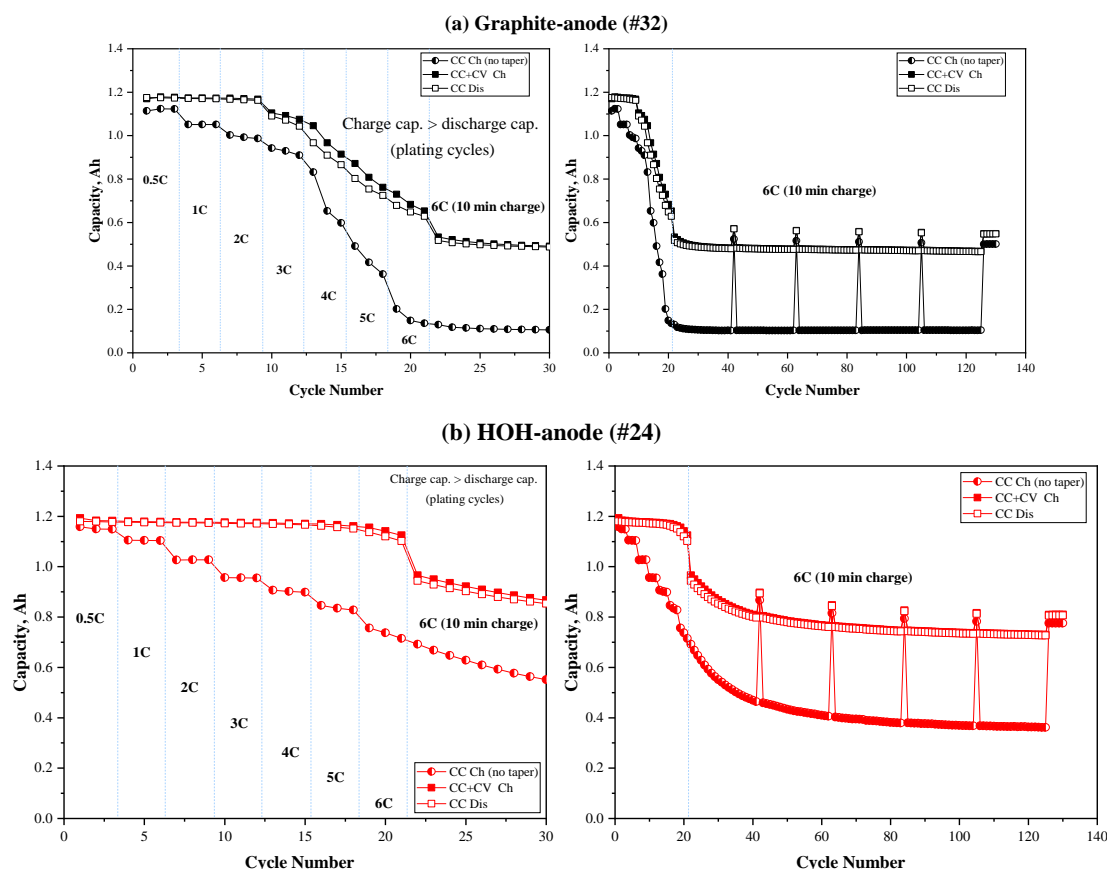 (a) Graphite-anode (#32)
1.4
1.2
1.0
0.8
0.6
0.4
0.2
0.0
Capacity, Ah
CC Ch (no taper)
CC+CV Ch
CC Dis
Charge cap. > discharge cap.
(plating cycles)
0.5C
1C
2C
3C
4C
5C
6C
6C (10 min charge)
0 5 10 15 20 25 30
Cycle Number
1.4
1.2
1.0
0.8
0.6
0.4
0.2
0.0
Capacity, Ah
CC Ch (no taper)
CC+CV Ch
CC Dis
6C (10 min charge)
0 20 40 60 80 100 120 140
Cycle Number
(b) HOH-anode (#24)
1.4
1.2
1.0
0.8
0.6
0.4
0.2
0.0
Capacity, Ah
Charge cap. > discharge cap.
(plating cycles)
0.5C
1C
2C
3C
4C
5C
6C
6C (10 min charge)
CC Ch (no taper)
CC+CV Ch
CC Dis
0 5 10 15 20 25 30
Cycle Number
1.4
1.2
1.0
0.8
0.6
0.4
0.2
0.0
Capacity, Ah
CC Ch (no taper)
CC+CV Ch
CC Dis
6C (10 min charge)
0 20 40 60 80 100 120 140
Cycle Number